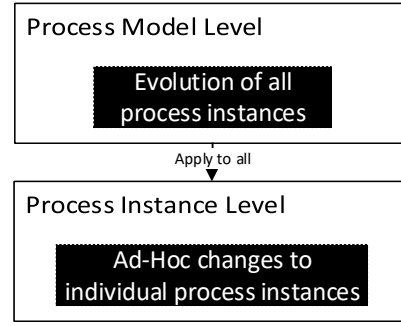 Process Model Level
Evolution of all
process instances
Apply to all
Process Instance Level
Ad-Hoc changes to
individual process instances